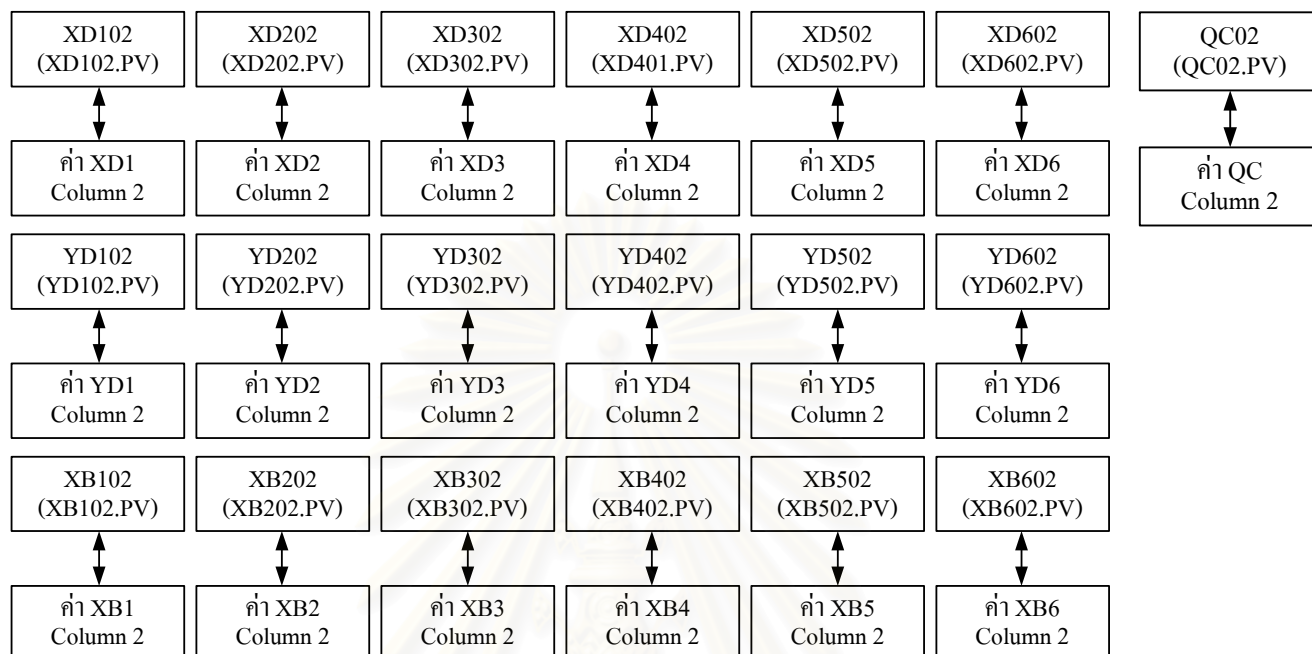 XD102
(XD102.PV)
XD202
(XD202.PV)
XD302
(XD302.PV)
XD402
(XD401.PV)
XD502
(XD502.PV)
XD602
(XD602.PV)
QC02
(QC02.PV)
ค่า XD1
Column 2
ค่า XD2
Column 2
ค่า XD3
Column 2
ค่า XD4
Column 2
ค่า XD5
Column 2
ค่า XD6
Column 2
ค่า QC
Column 2
YD102
(YD102.PV)
YD202
(YD202.PV)
YD302
(YD302.PV)
YD402
(YD402.PV)
YD502
(YD502.PV)
YD602
(YD602.PV)
ค่า YD1
Column 2
ค่า YD2
Column 2
ค่า YD3
Column 2
ค่า YD4
Column 2
ค่า YD5
Column 2
ค่า YD6
Column 2
XB102
(XB102.PV)
XB202
(XB202.PV)
XB302
(XB302.PV)
XB402
(XB402.PV)
XB502
(XB502.PV)
XB602
(XB602.PV)
ค่า XB1
Column 2
ค่า XB2
Column 2
ค่า XB3
Column 2
ค่า XB4
Column 2
ค่า XB5
Column 2
ค่า XB6
Column 2